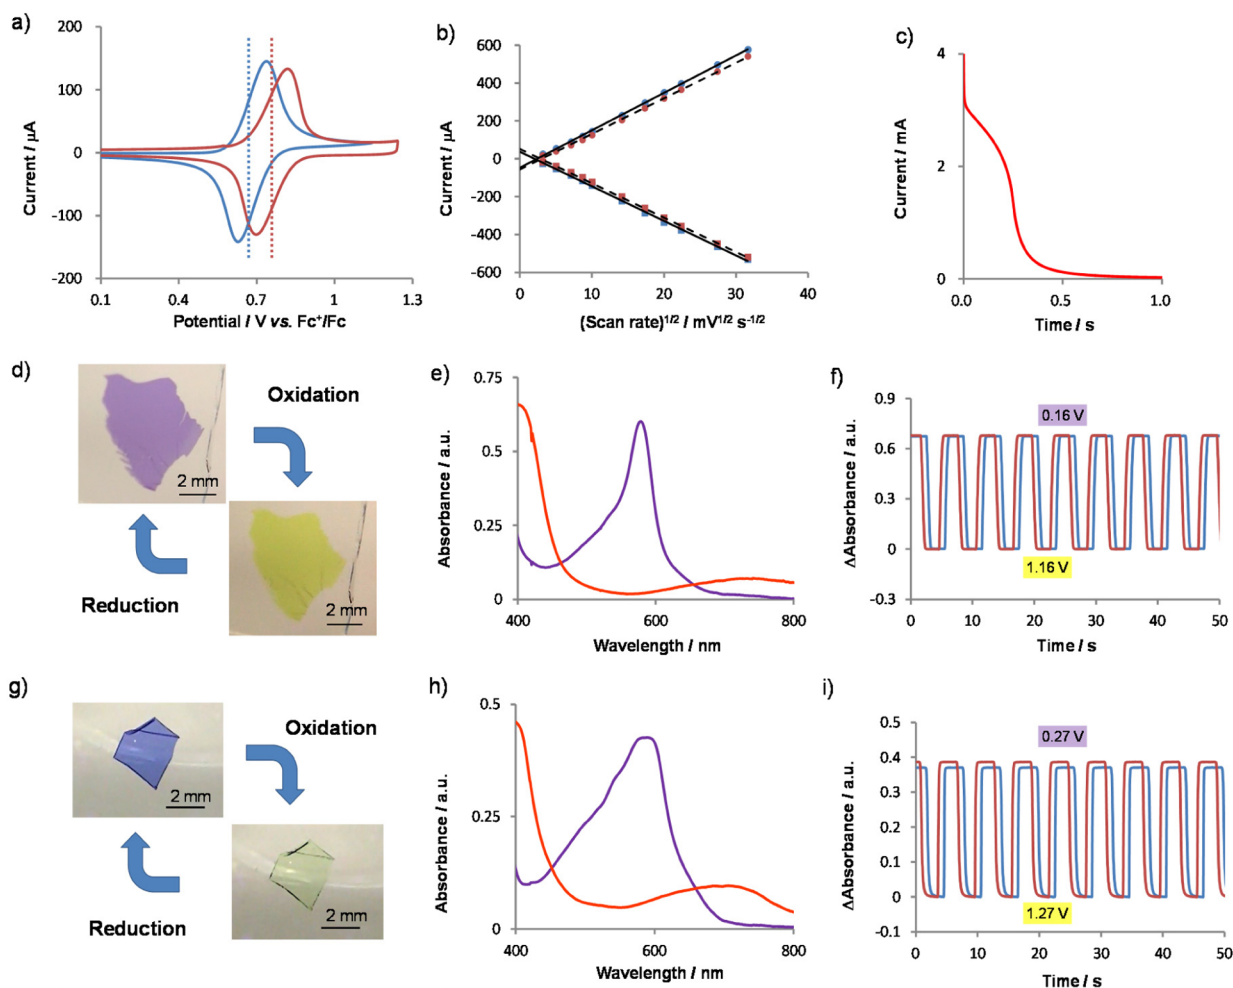 a)
200
100
0
-100
-200
0.1
0.4
0.7
1
1.3
Current / μA
Potential / V vs. Fc⁺/Fc
b)
600
400
200
0
-200
-400
-600
0
10
20
30
40
Current / μA
(Scan rate)¹ᐟ² / mV¹ᐟ² s⁻¹ᐟ²
c)
4
2
0
0.0
0.5
1.0
Current / mA
Time / s
d)
Oxidation
2 mm
Reduction
2 mm
e)
0.75
0.5
0.25
0
400
600
800
Absorbance / a.u.
Wavelength / nm
f)
0.9
0.6
0.3
0
-0.3
0
10
20
30
40
50
0.16 V
1.16 V
ΔAbsorbance / a.u.
Time / s
g)
Oxidation
2 mm
Reduction
2 mm
h)
0.5
0.25
0
400
600
800
Absorbance / a.u.
Wavelength / nm
i)
0.5
0.4
0.3
0.2
0.1
0
-0.1
0
10
20
30
40
50
0.27 V
1.27 V
ΔAbsorbance / a.u.
Time / s